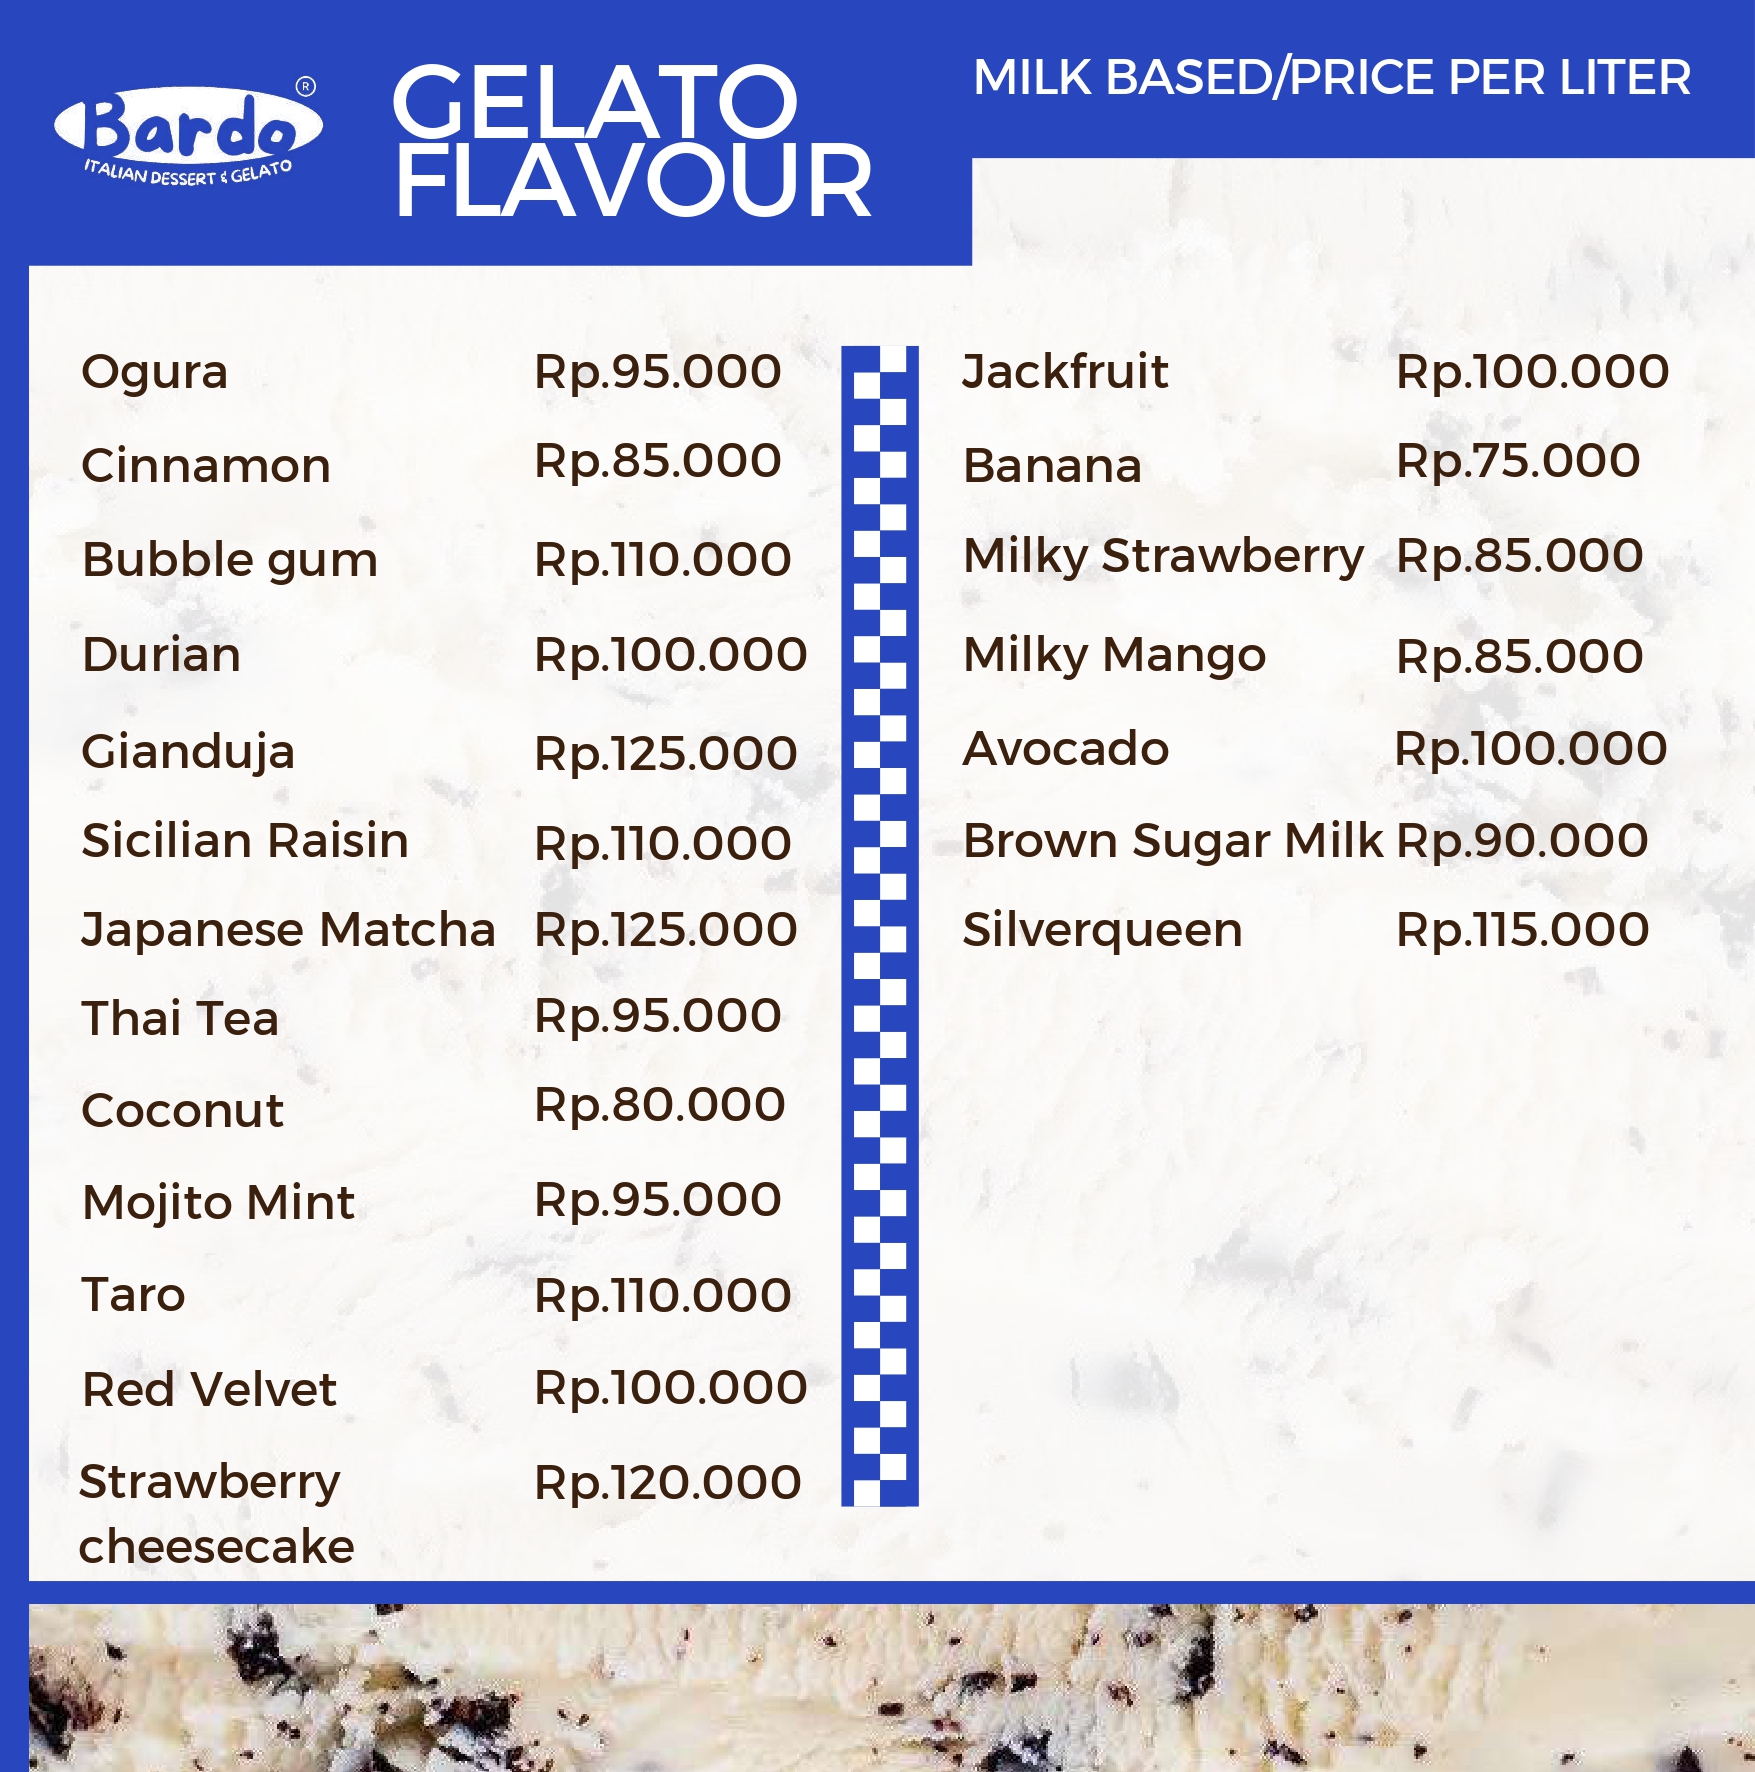 Bardo ®
ITALIAN DESSERT & GELATO
GELATO
FLAVOUR
MILK BASED/PRICE PER LITER
Ogura Rp.95.000
Cinnamon Rp.85.000
Bubble gum Rp.110.000
Durian Rp.100.000
Gianduja Rp.125.000
Sicilian Raisin Rp.110.000
Japanese Matcha Rp.125.000
Thai Tea Rp.95.000
Coconut Rp.80.000
Mojito Mint Rp.95.000
Taro Rp.110.000
Red Velvet Rp.100.000
Strawberry Rp.120.000
cheesecake
Jackfruit Rp.100.000
Banana Rp.75.000
Milky Strawberry Rp.85.000
Milky Mango Rp.85.000
Avocado Rp.100.000
Brown Sugar Milk Rp.90.000
Silverqueen Rp.115.000